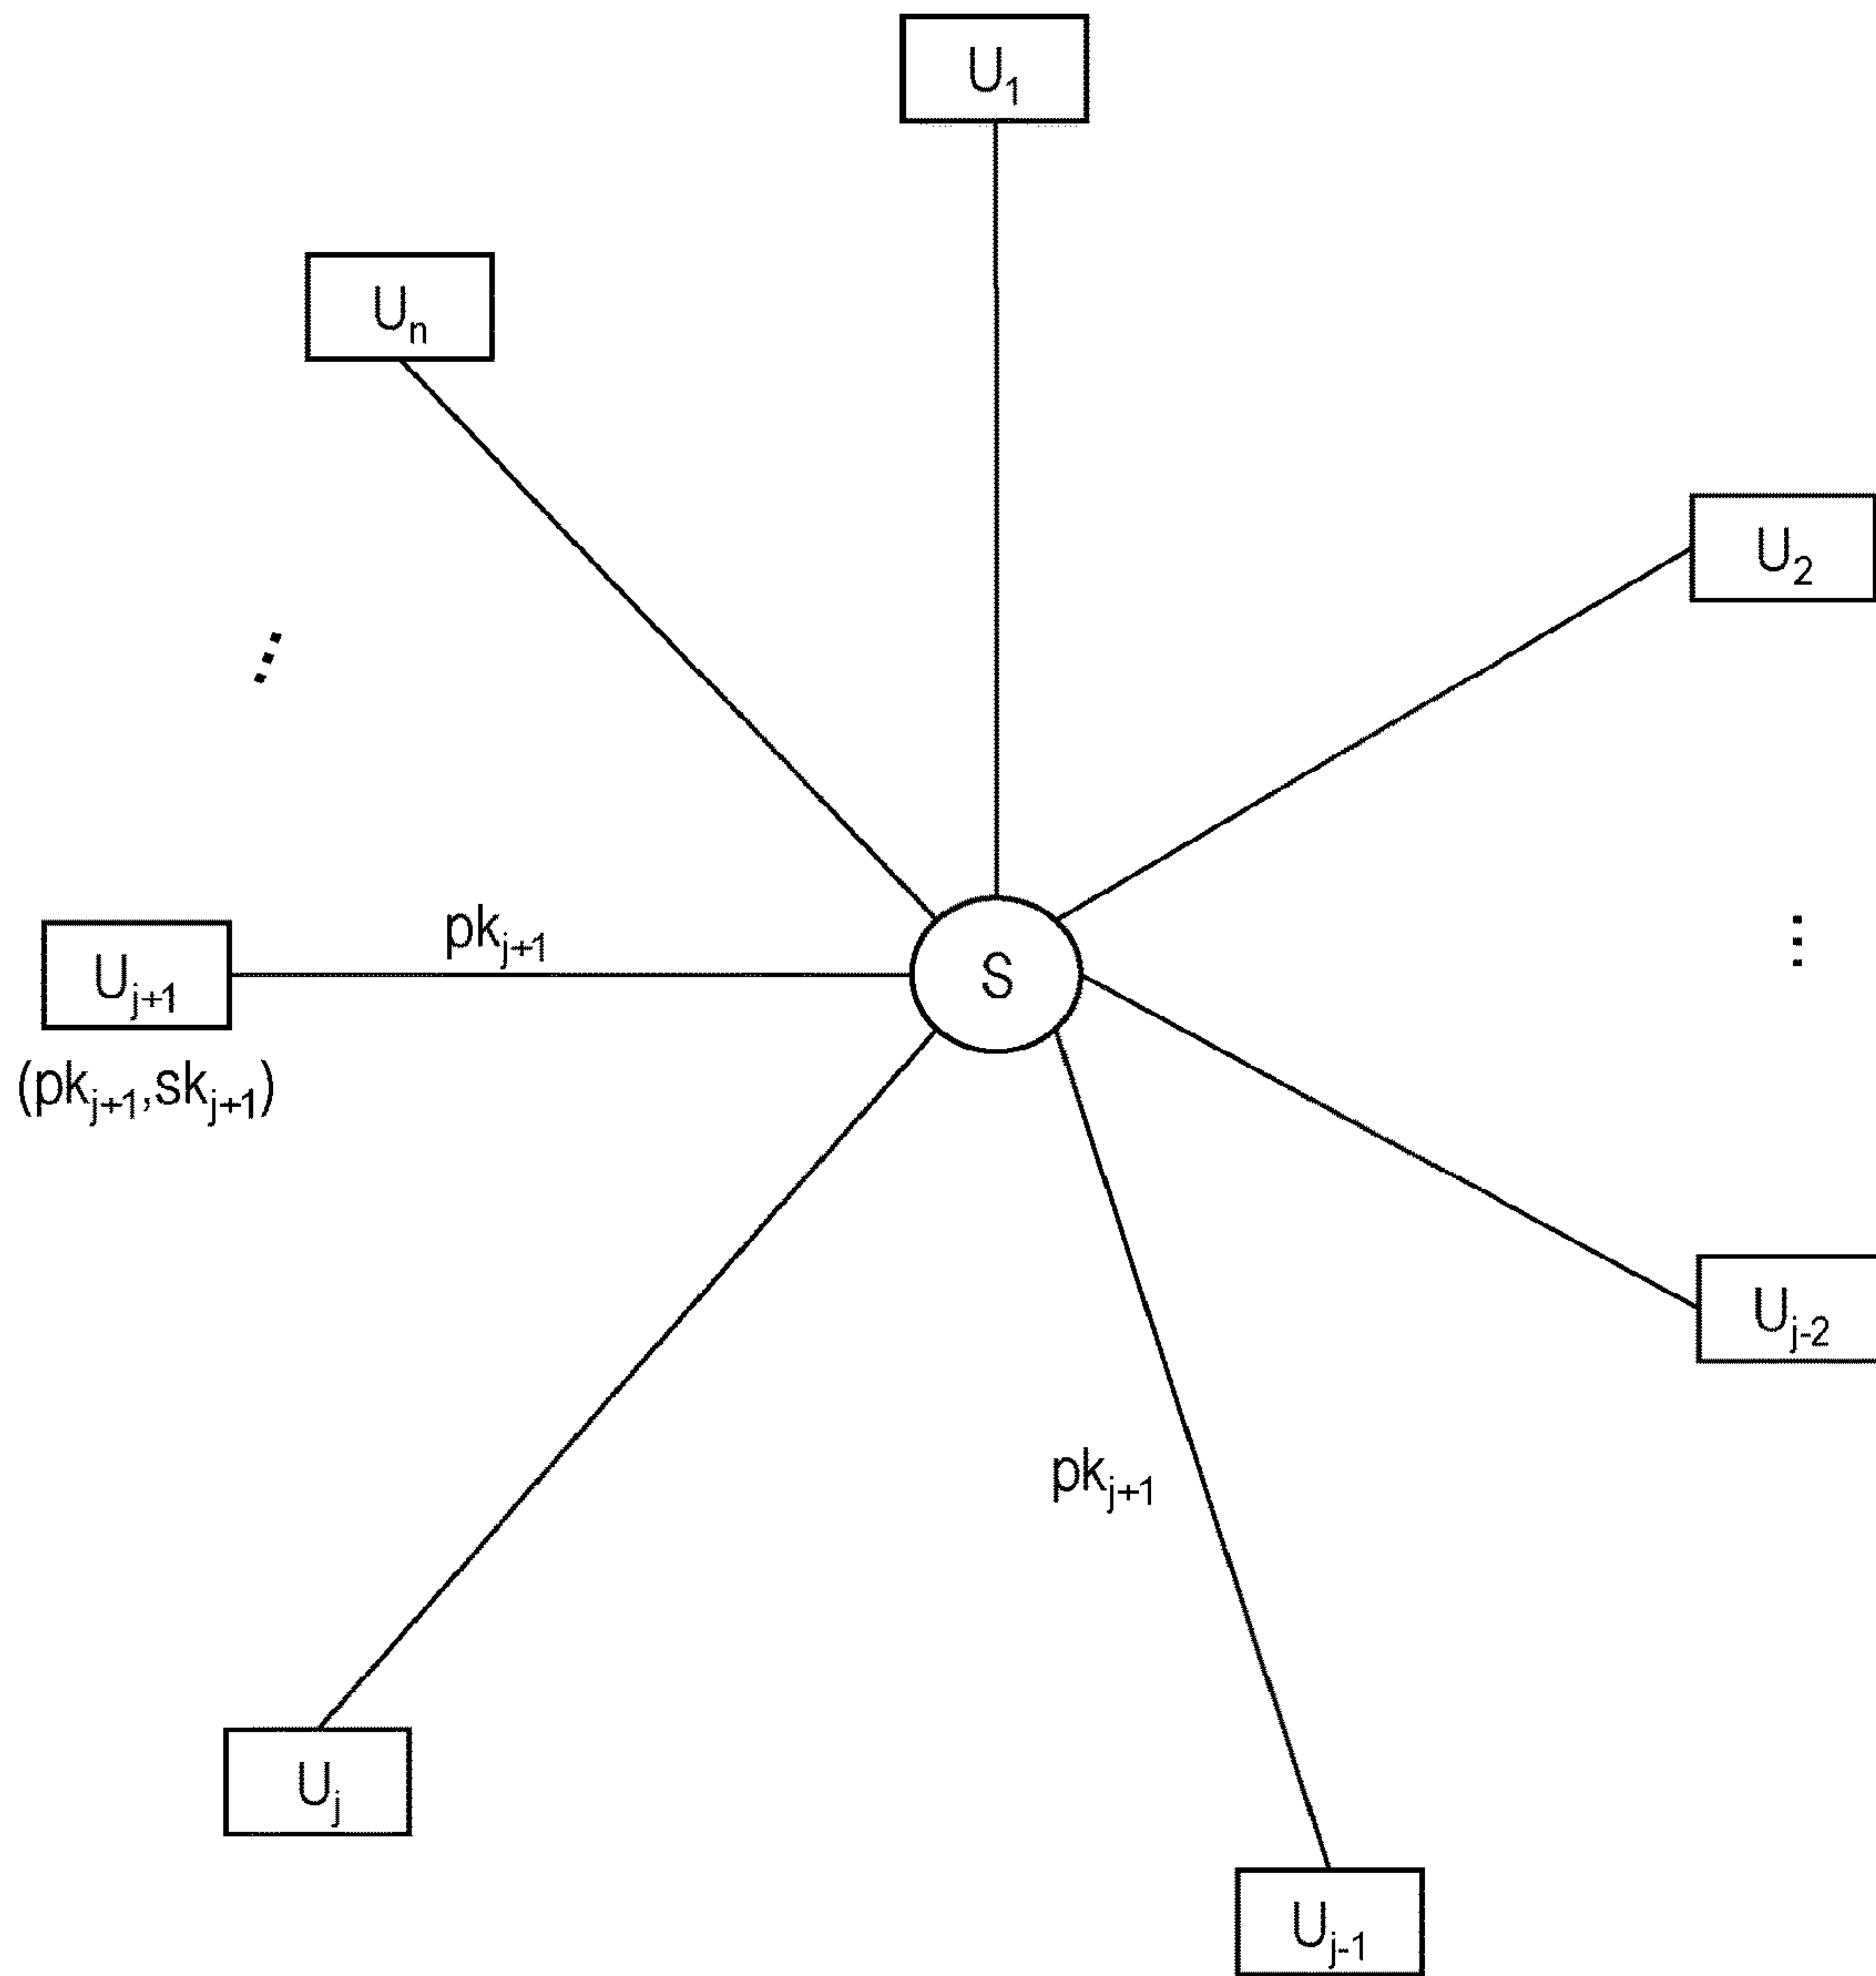 U₁
Uₙ
U₂
⋮
⋮
pkⱼ₊₁
Uⱼ₊₁
S
(pkⱼ₊₁,skⱼ₊₁)
Uⱼ₋₂
pkⱼ₊₁
Uⱼ
Uⱼ₋₁